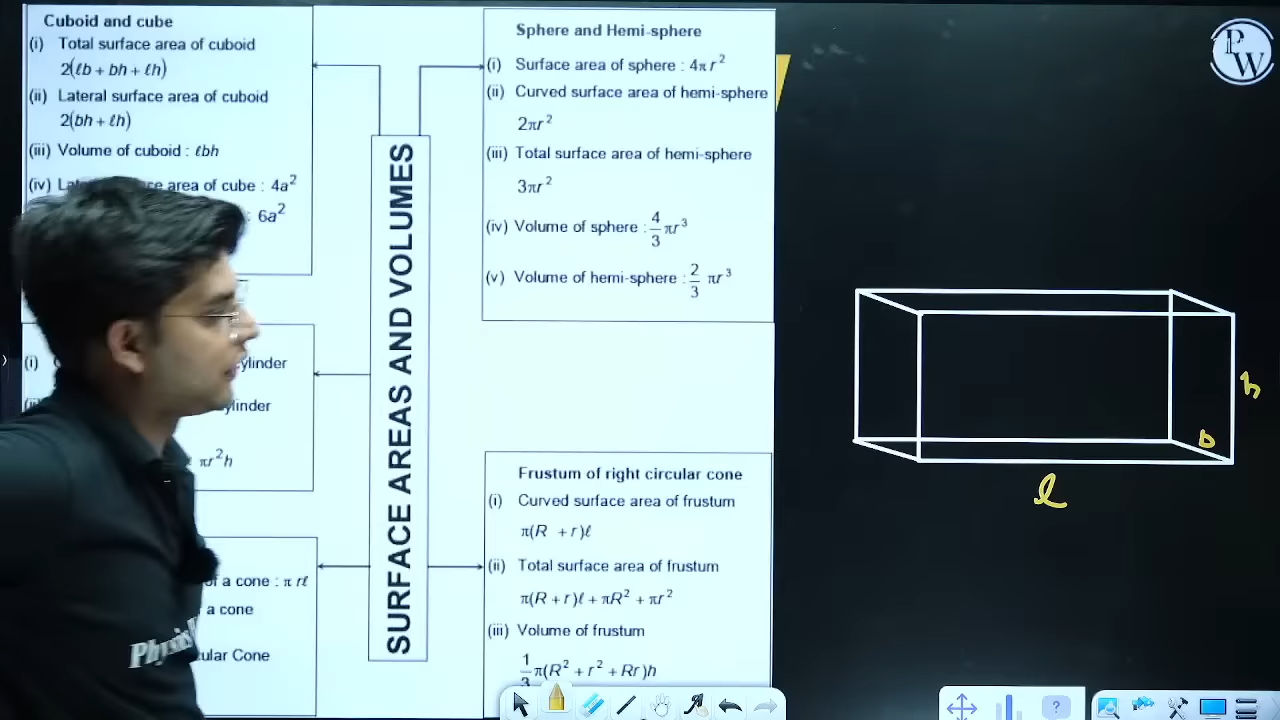 Cuboid and cube
(i) Total surface area of cuboid
2(ℓb + bh + ℓh)
(ii) Lateral surface area of cuboid
2(bh + ℓh)
(iii) Volume of cuboid : ℓbh
(iv) area of cube : 4a²
: 6a²
(i) ylinder
ylinder
πr²h
of a cone : π rℓ
a cone
ular Cone
SURFACE AREAS AND VOLUMES
Sphere and Hemi-sphere
(i) Surface area of sphere : 4π r²
(ii) Curved surface area of hemi-sphere
2πr²
(iii) Total surface area of hemi-sphere
3πr²
(iv) Volume of sphere : 4/3 πr³
(v) Volume of hemi-sphere : 2/3 πr³
Frustum of right circular cone
(i) Curved surface area of frustum
π(R + r)ℓ
(ii) Total surface area of frustum
π(R + r)ℓ + πR² + πr²
(iii) Volume of frustum
1/3 π(R² + r² + Rr)h
PW
h
b
l
Physics